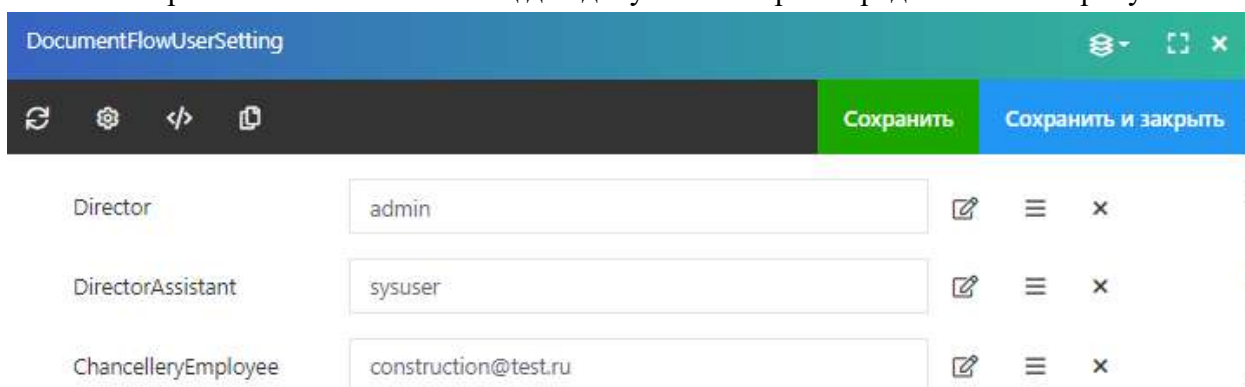 DocumentFlowUserSetting
Сохранить Сохранить и закрыть
Director admin
DirectorAssistant sysuser
ChancelleryEmployee construction@test.ru